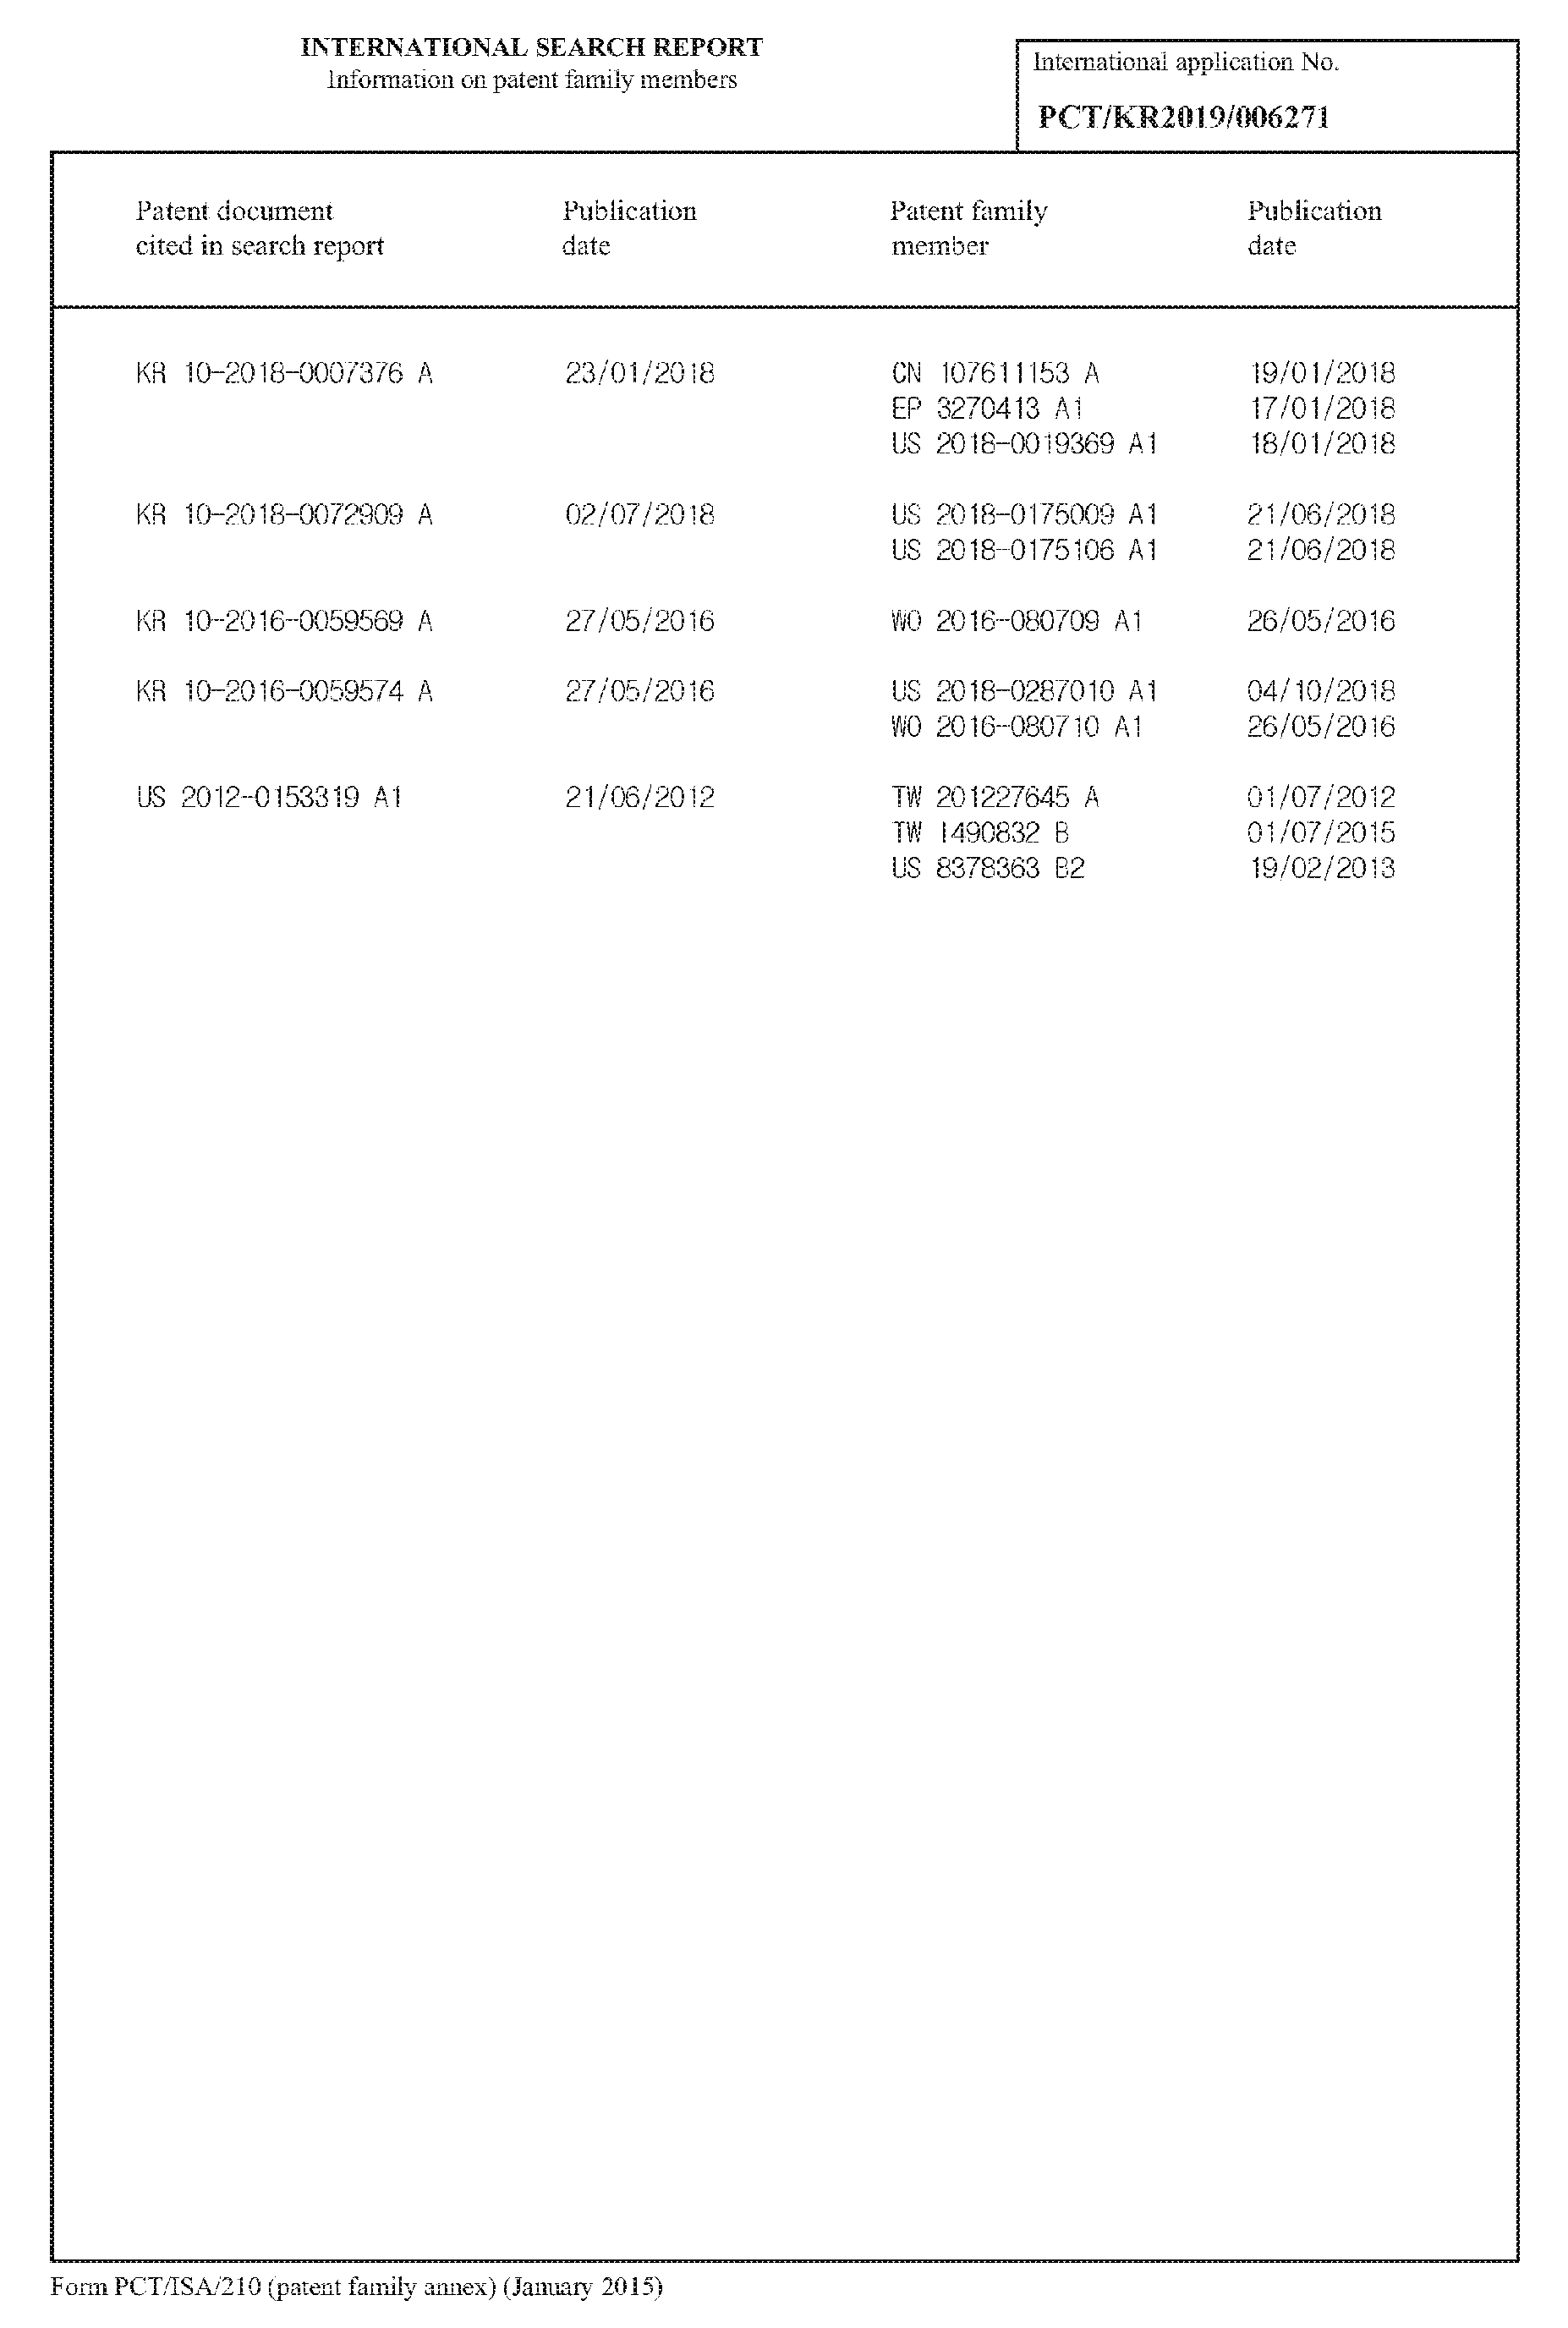 INTERNATIONAL SEARCH REPORT
Information on patent family members
International application No.
PCT/KR2019/006271
Patent document cited in search report Publication date Patent family member Publication date
KR 10-2018-0007376 A 23/01/2018 CN 107611153 A 19/01/2018
EP 3270413 A1 17/01/2018
US 2018-0019369 A1 18/01/2018
KR 10-2018-0072909 A 02/07/2018 US 2018-0175009 A1 21/06/2018
US 2018-0175106 A1 21/06/2018
KR 10-2016-0059569 A 27/05/2016 WO 2016-080709 A1 26/05/2016
KR 10-2016-0059574 A 27/05/2016 US 2018-0287010 A1 04/10/2018
WO 2016-080710 A1 26/05/2016
US 2012-0153319 A1 21/06/2012 TW 201227645 A 01/07/2012
TW I490832 B 01/07/2015
US 8378363 B2 19/02/2013
Form PCT/ISA/210 (patent family annex) (January 2015)